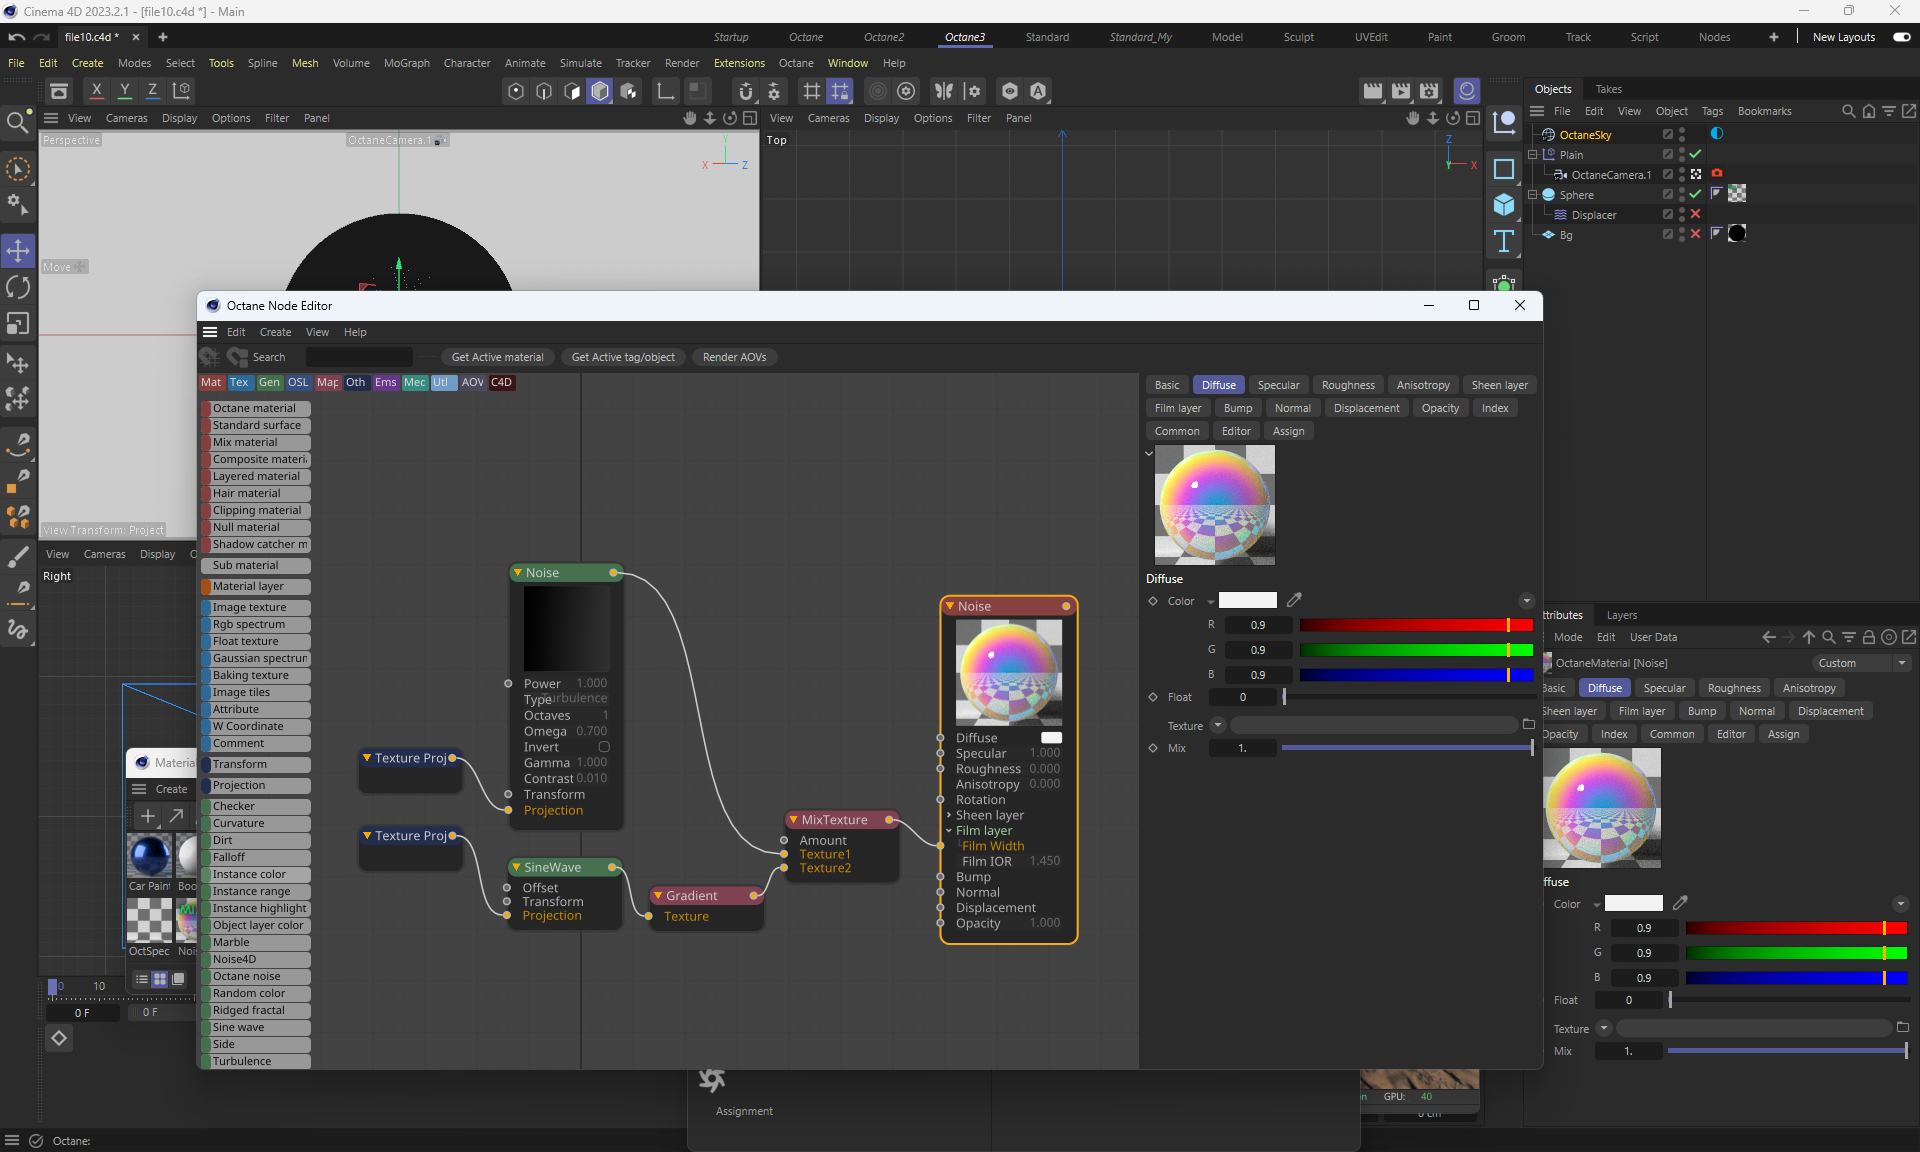 Cinema 4D 2023.2.1 - [file10.c4d *] - Main
file10.c4d *
Startup Octane Octane2 Octane3 Standard Standard_My Model Sculpt UVEdit Paint Groom Track Script Nodes New Layouts
File Edit Create Modes Select Tools Spline Mesh Volume MoGraph Character Animate Simulate Tracker Render Extensions Octane Window Help
X Y Z
Objects Takes
File Edit View Object Tags Bookmarks
View Cameras Display Options Filter Panel
View Cameras Display Options Filter Panel
Perspective
OctaneCamera.1
Top
Y
X Z
Z
Y X
OctaneSky
Plain
OctaneCamera.1
Sphere
Displacer
Bg
Move
View Transform: Project
View Cameras Display
Right
Octane Node Editor
Edit Create View Help
Search
Get Active material Get Active tag/object Render AOVs
Mat Tex Gen OSL Map Oth Ems Mec Utl AOV C4D
Octane material
Standard surface
Mix material
Composite materi
Layered material
Hair material
Clipping material
Null material
Shadow catcher m
Sub material
Material layer
Image texture
Rgb spectrum
Float texture
Gaussian spectrun
Baking texture
Image tiles
Attribute
W Coordinate
Comment
Transform
Projection
Checker
Curvature
Dirt
Falloff
Instance color
Instance range
Instance highlight
Object layer color
Marble
Noise4D
Octane noise
Random color
Ridged fractal
Sine wave
Side
Turbulence
Texture Proj
Texture Proj
Noise
Power 1.000
Type Turbulence
Octaves 1
Omega 0.700
Invert
Gamma 1.000
Contrast 0.010
Transform
Projection
SineWave
Offset
Transform
Projection
Gradient
Texture
MixTexture
Amount
Texture1
Texture2
Noise
Diffuse
Specular 1.000
Roughness 0.000
Anisotropy 0.000
Rotation
Sheen layer
Film layer
Film Width
Film IOR 1.450
Bump
Normal
Displacement
Opacity 1.000
Basic Diffuse Specular Roughness Anisotropy Sheen layer
Film layer Bump Normal Displacement Opacity Index
Common Editor Assign
Diffuse
Color
R 0.9
G 0.9
B 0.9
Float 0
Texture
Mix 1.
ttributes Layers
Mode Edit User Data
OctaneMaterial [Noise]
Custom
Basic Diffuse Specular Roughness Anisotropy
Sheen layer Film layer Bump Normal Displacement
Opacity Index Common Editor Assign
ffuse
Color
R 0.9
G 0.9
B 0.9
Float 0
Texture
Mix 1.
Materia
Create
Car Paint Boo
OctSpec Noi
0 10
0 F 0 F
Assignment
GPU: 40
0 cm
Octane: